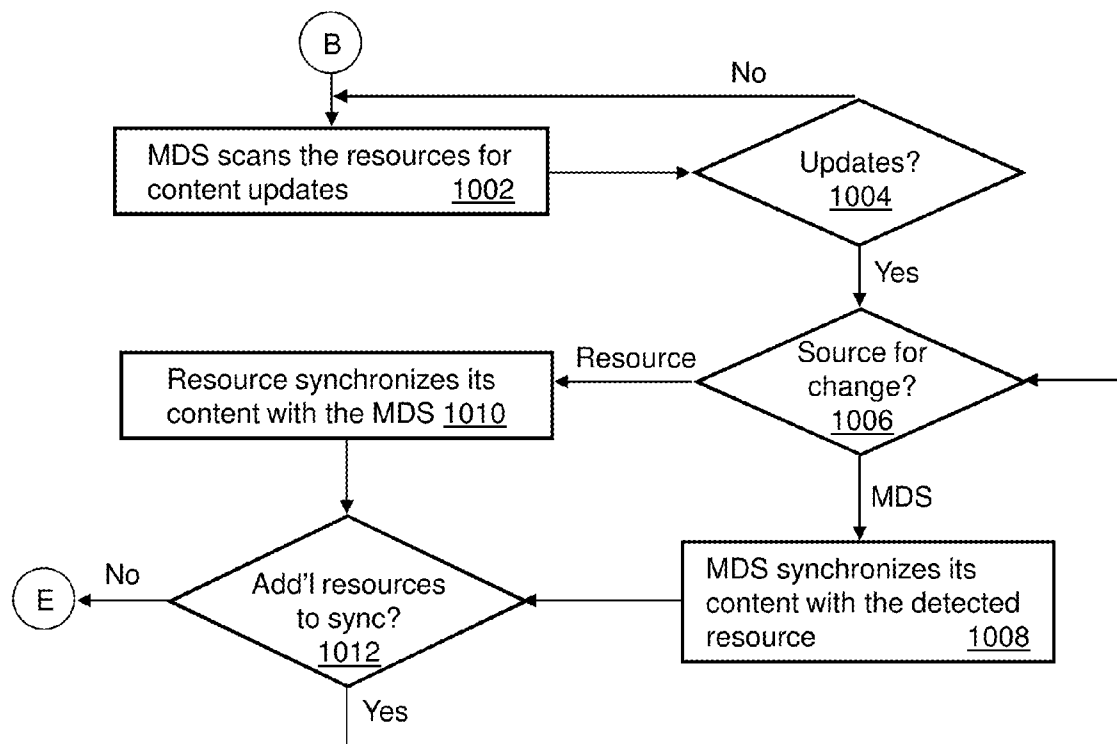 B
No
MDS scans the resources for
content updates 1002
Updates?
1004
Yes
Source for
change?
1006
Resource
Resource synchronizes its
content with the MDS 1010
MDS
MDS synchronizes its
content with the detected
resource 1008
Add'l resources
to sync?
1012
No
E
Yes